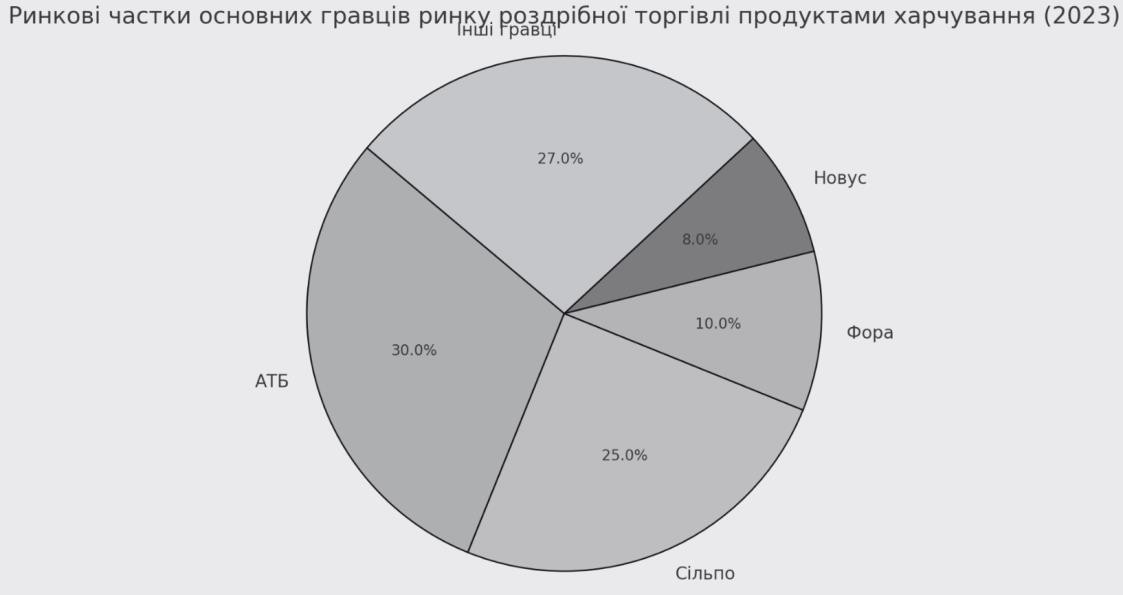 Ринкові частки основних гравців ринку роздрібної торгівлі продуктами харчування (2023)
Інші гравці
27.0%
Новус
8.0%
Фора
10.0%
АТБ
30.0%
Сільпо
25.0%